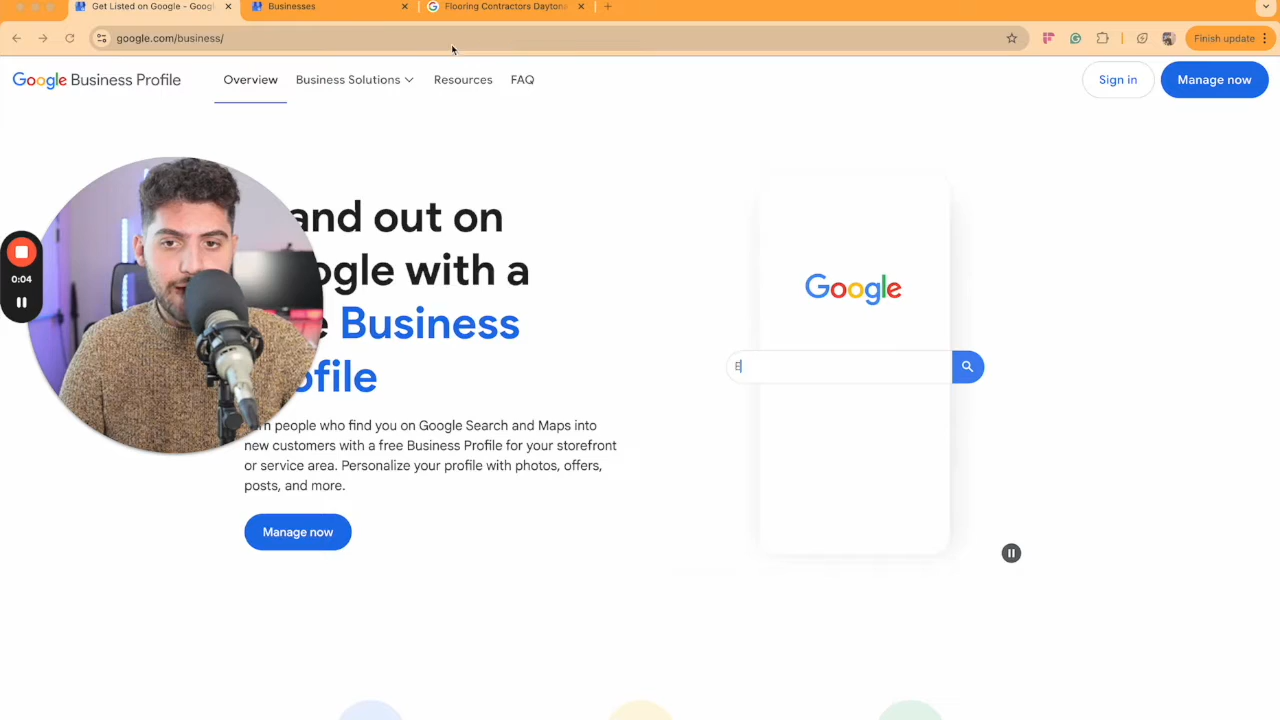 Get Listed on Google - Googl
Businesses
Flooring Contractors Daytona
google.com/business/
Finish update
Google Business Profile
Overview
Business Solutions
Resources
FAQ
Sign in
Manage now
and out on
ogle with a
Business
ofile
people who find you on Google Search and Maps into
new customers with a free Business Profile for your storefront
or service area. Personalize your profile with photos, offers,
posts, and more.
Manage now
Google
E
0:04